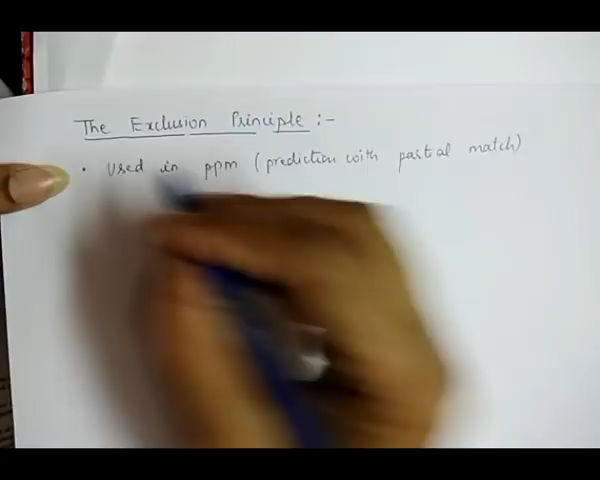 The Exclusion Principle :-
• Used in ppm (prediction with partial match)